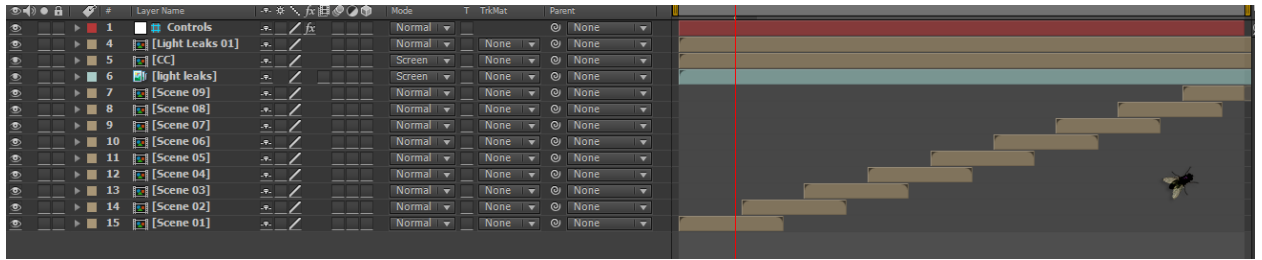 # Layer Name fx Mode T TrkMat Parent
1 Controls fx Normal None
4 [Light Leaks 01] Normal None None
5 [CC] Screen None None
6 [light leaks] Screen None None
7 [Scene 09] Normal None None
8 [Scene 08] Normal None None
9 [Scene 07] Normal None None
10 [Scene 06] Normal None None
11 [Scene 05] Normal None None
12 [Scene 04] Normal None None
13 [Scene 03] Normal None None
14 [Scene 02] Normal None None
15 [Scene 01] Normal None None